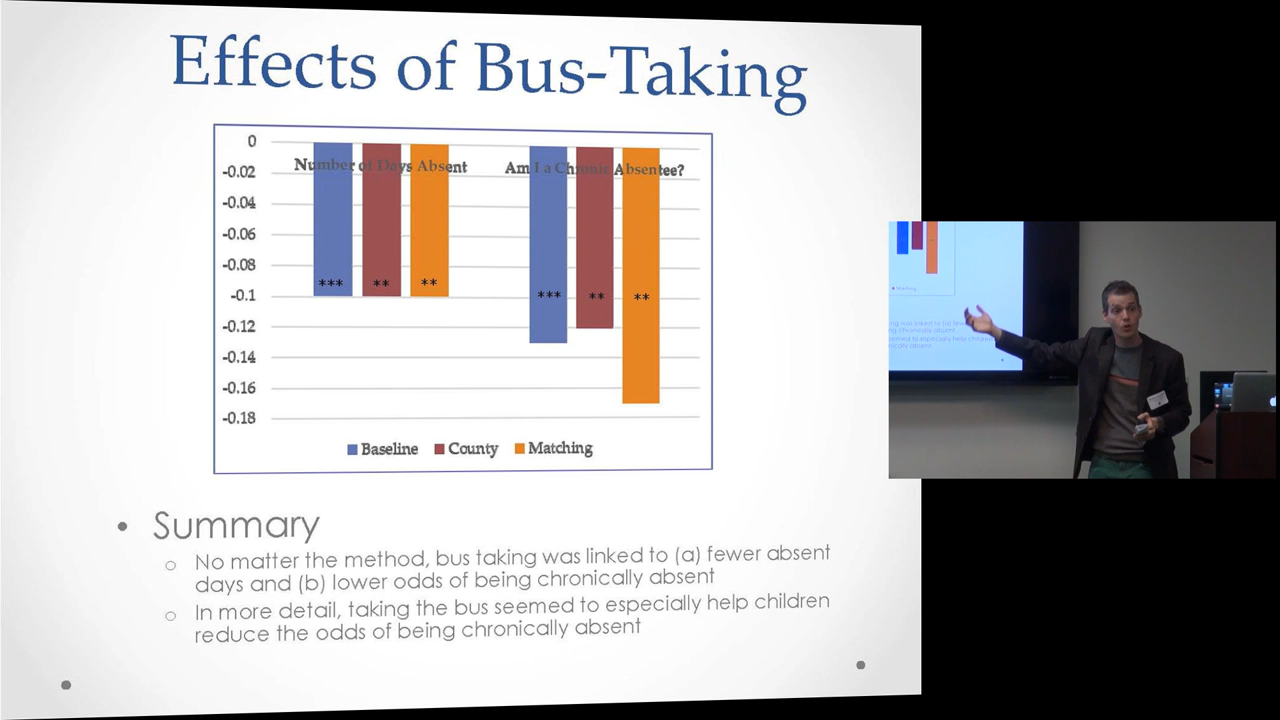 Effects of Bus-Taking
0
-0.02
-0.04
-0.06
-0.08
-0.1
-0.12
-0.14
-0.16
-0.18
Number of Days Absent
Am I a Chronic Absentee?
*** ** **
*** ** **
Baseline County Matching
• Summary
o No matter the method, bus taking was linked to (a) fewer absent
days and (b) lower odds of being chronically absent
o In more detail, taking the bus seemed to especially help children
reduce the odds of being chronically absent
Matching